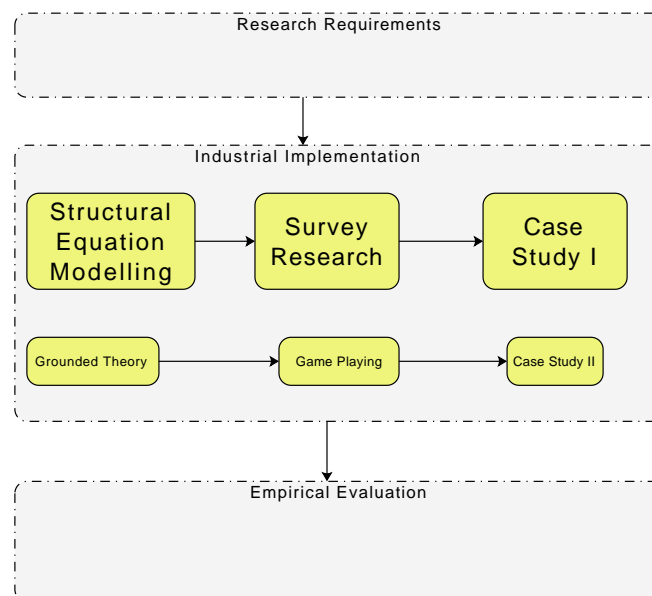 Research Requirements
Industrial Implementation
Structural
Equation
Modelling
Survey
Research
Case
Study I
Grounded Theory
Game Playing
Case Study II
Empirical Evaluation